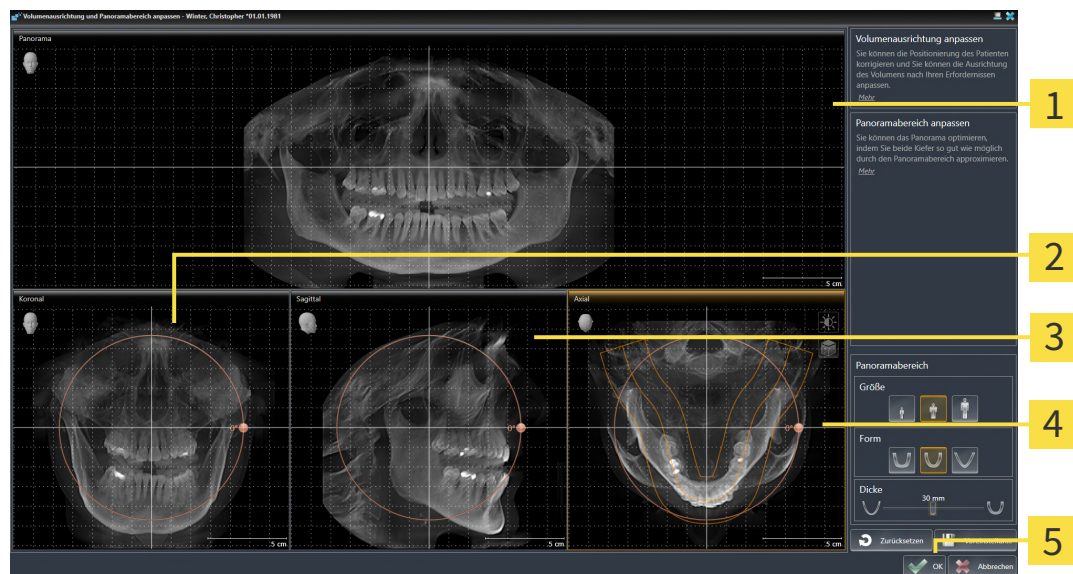 Volumenausrichtung und Panoramabereich anpassen - Winter, Christopher *01.01.1981
Panorama
5 cm
Volumenausrichtung anpassen
Sie können die Positionierung des Patienten
korrigieren und Sie können die Ausrichtung
des Volumens nach Ihren Erfordernissen
anpassen.
Mehr
1
Panoramabereich anpassen
Sie können das Panorama optimieren,
indem Sie beide Kiefer so gut wie möglich
durch den Panoramabereich approximieren.
Mehr
2
Koronal
0°
5 cm
Sagittal
0°
5 cm
Axial
0°
5 cm
3
Panoramabereich
Größe
4
Form
Dicke
30 mm
Zurücksetzen
5
OK
Abbrechen